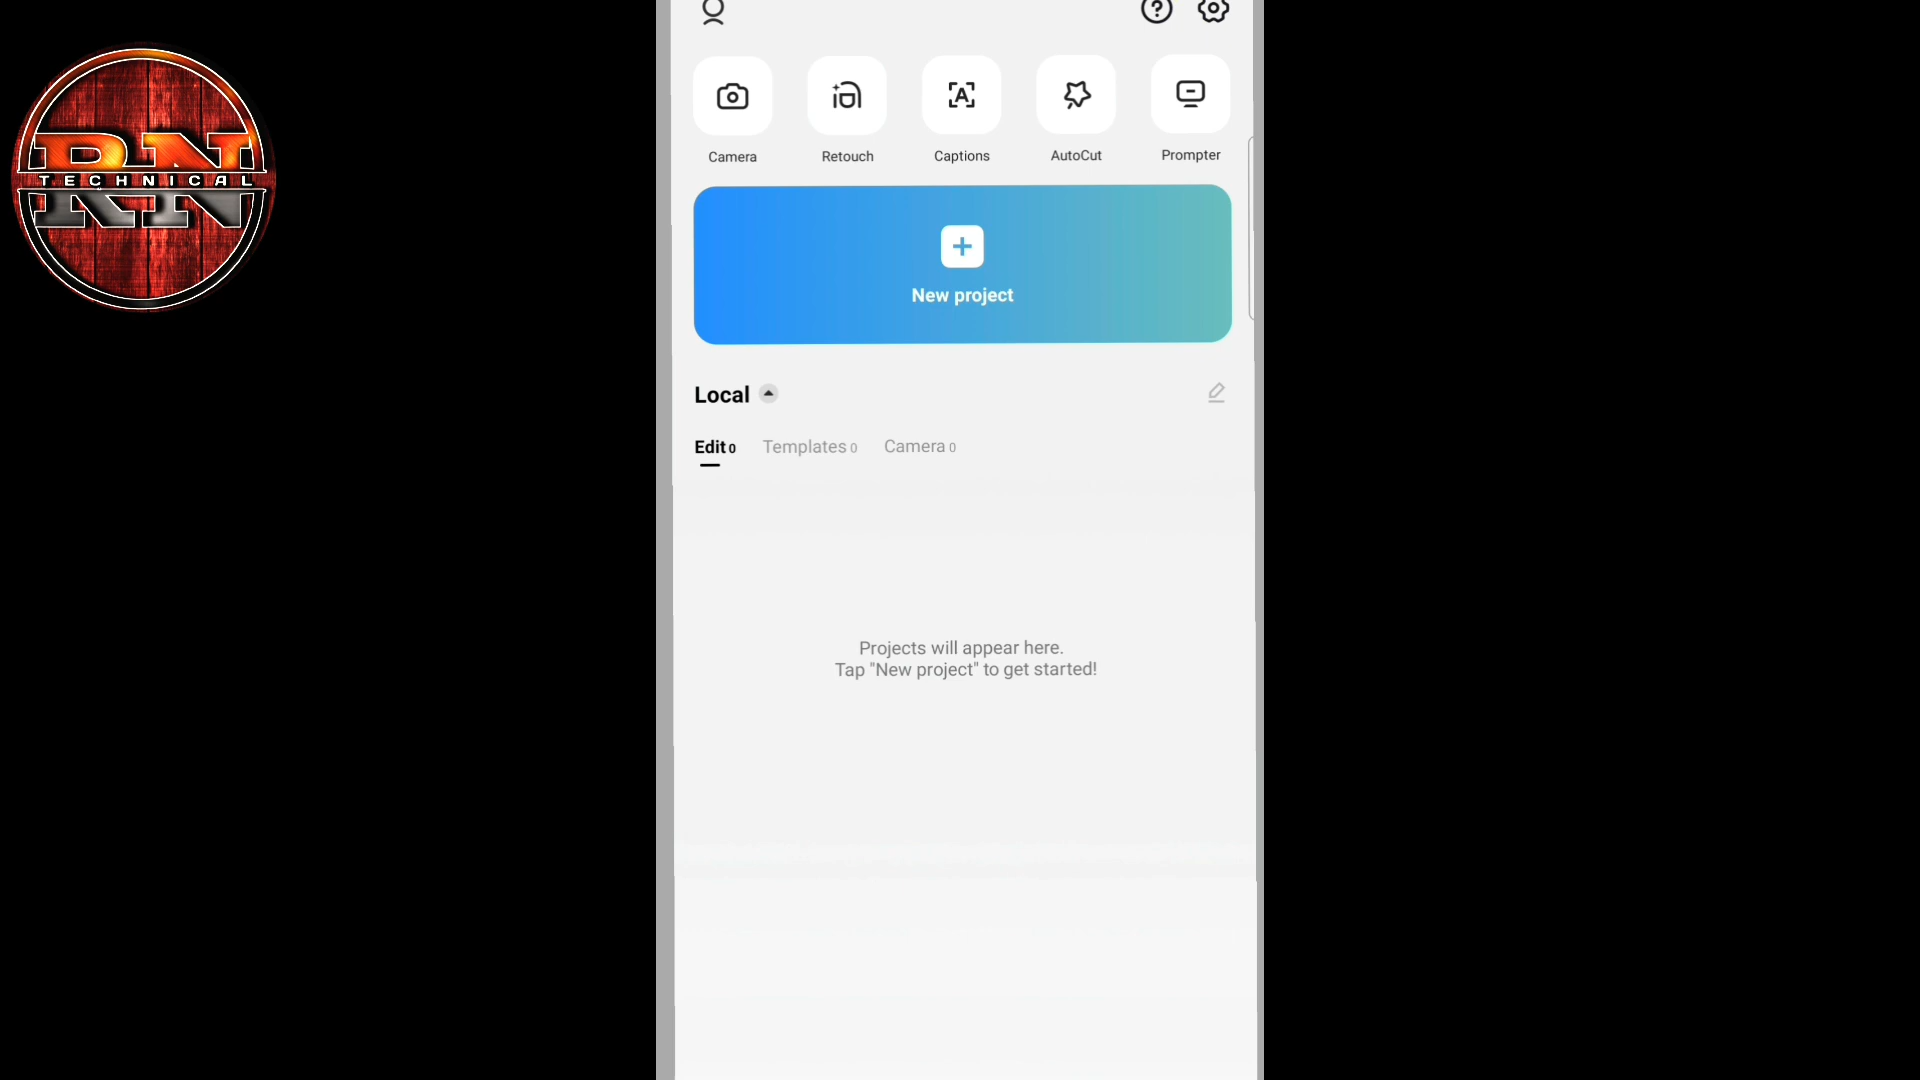 RN
TECHNICAL
Camera
Retouch
Captions
AutoCut
Prompter
New project
Local
Edit 0
Templates 0
Camera 0
Projects will appear here.
Tap "New project" to get started!